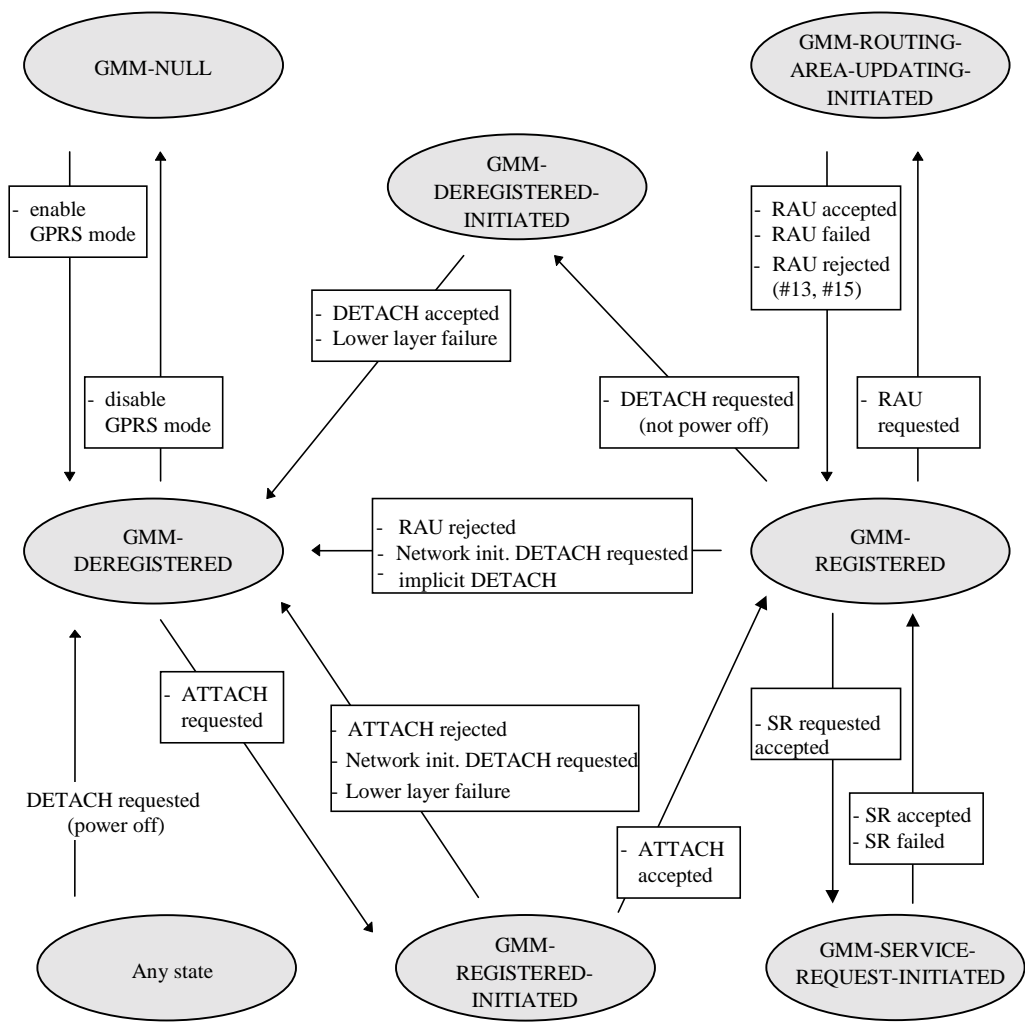 GMM-NULL
GMM-ROUTING-
AREA-UPDATING-
INITIATED
GMM-
DEREGISTERED-
INITIATED
- enable
GPRS mode
- RAU accepted
- RAU failed
- RAU rejected
(#13, #15)
- DETACH accepted
- Lower layer failure
- disable
GPRS mode
- DETACH requested
(not power off)
- RAU
requested
GMM-
DEREGISTERED
- RAU rejected
- Network init. DETACH requested
- implicit DETACH
GMM-
REGISTERED
- ATTACH
requested
- ATTACH rejected
- Network init. DETACH requested
- Lower layer failure
- SR requested
accepted
DETACH requested
(power off)
- ATTACH
accepted
- SR accepted
- SR failed
Any state
GMM-
REGISTERED-
INITIATED
GMM-SERVICE-
REQUEST-INITIATED